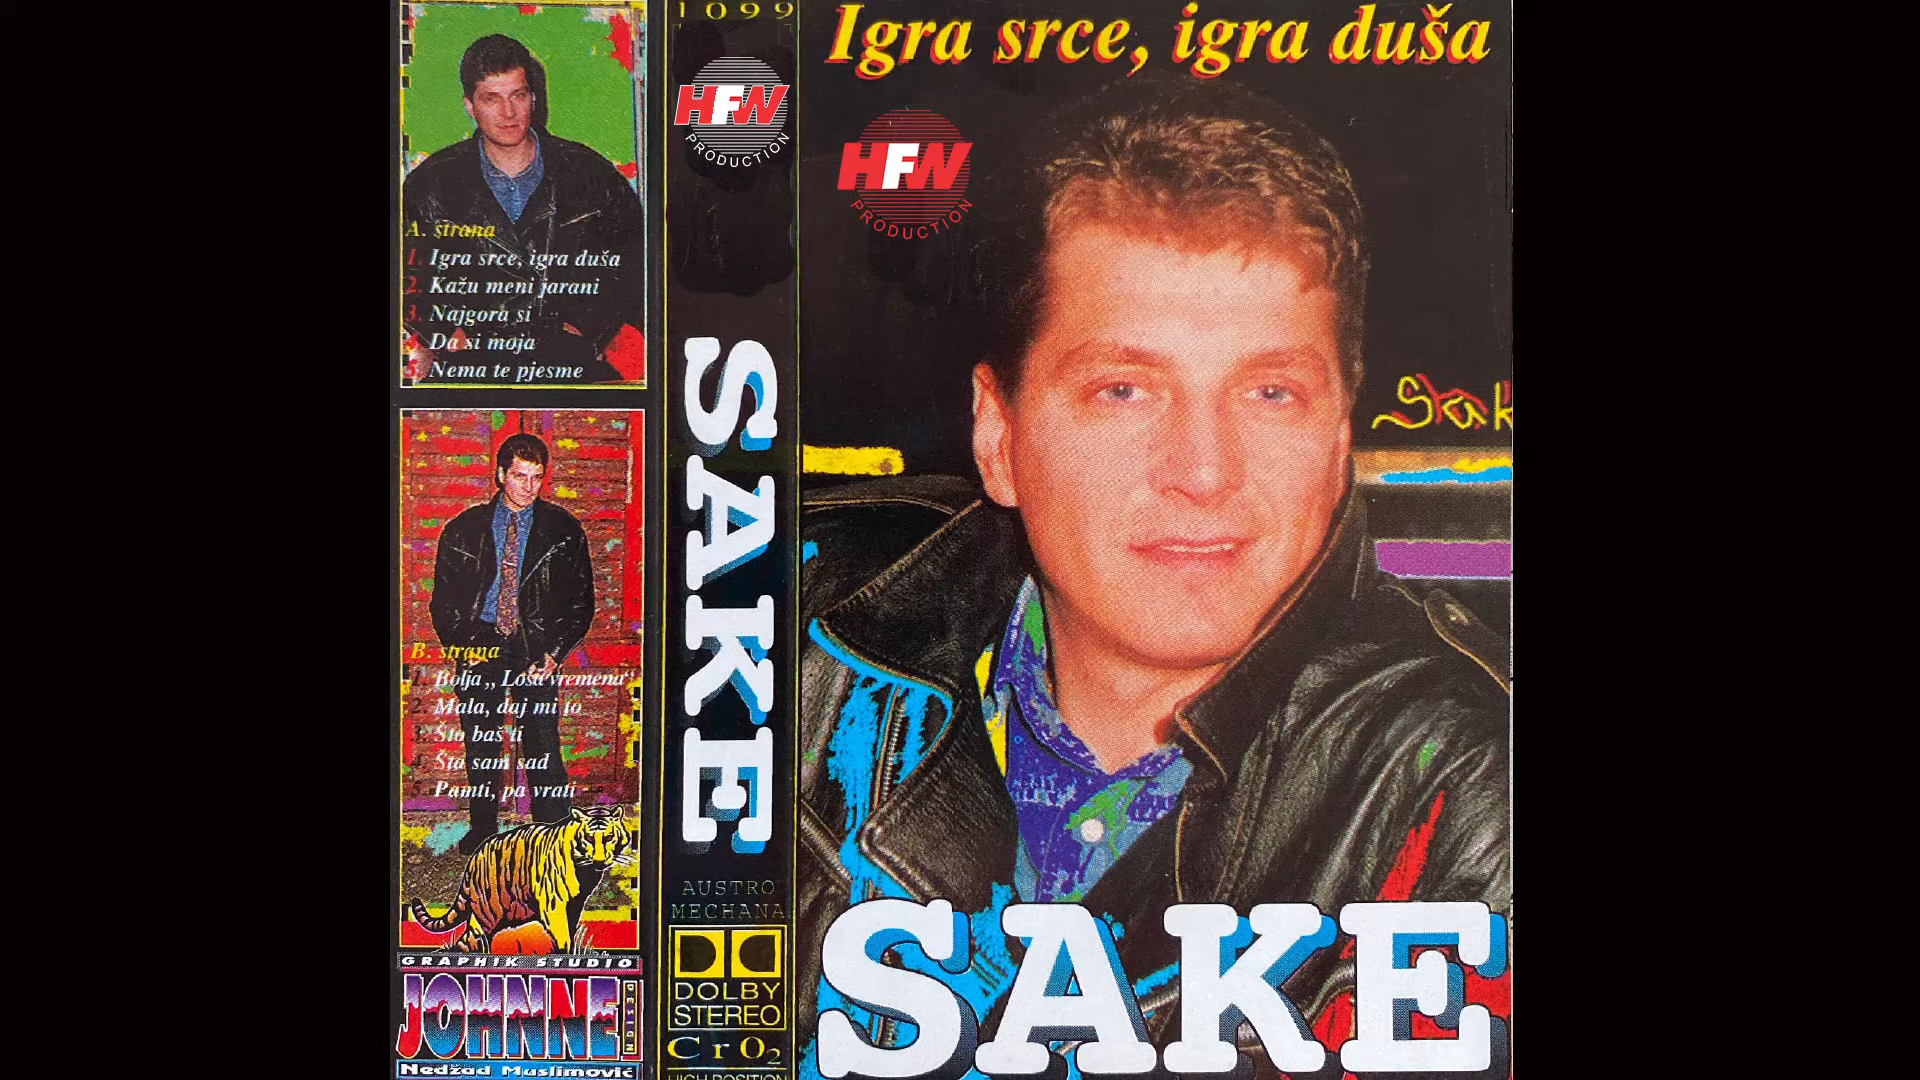 A. strana
1. Igra srce, igra duša
2. Kažu meni jarani
3. Najgora si
4. Da si moja
5. Nema te pjesme
B. strana
1. Bolja „ Loša vremena“
2. Mala, daj mi to
3. Što baš ti
4. Šta sam sad
5. Pamti, pa vrati
GRAPHIK STUDIO
JOHNNE
DESIGN
Nedžad Muslimović
1099
HFW
PRODUCTION
SAKE
AUSTRO
MECHANA
DOLBY
STEREO
CrO2
HIGH POSITION
Igra srce, igra duša
HFW
PRODUCTION
SAKE